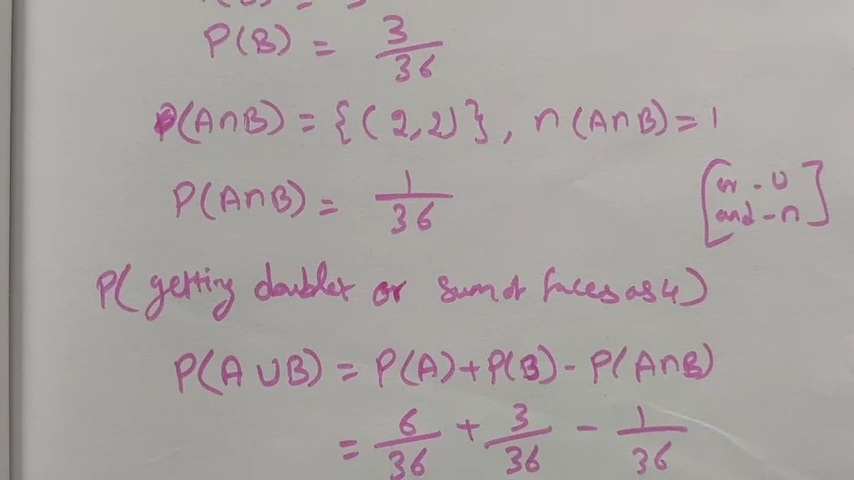 P(B) = 3/36
P(A∩B) = {(2,2)}, n(A∩B) = 1
P(A∩B) = 1/36
[or - U
and - ∩]
P(getting doublet or sum of faces as 4)
P(A∪B) = P(A)+P(B) - P(A∩B)
= 6/36 + 3/36 - 1/36